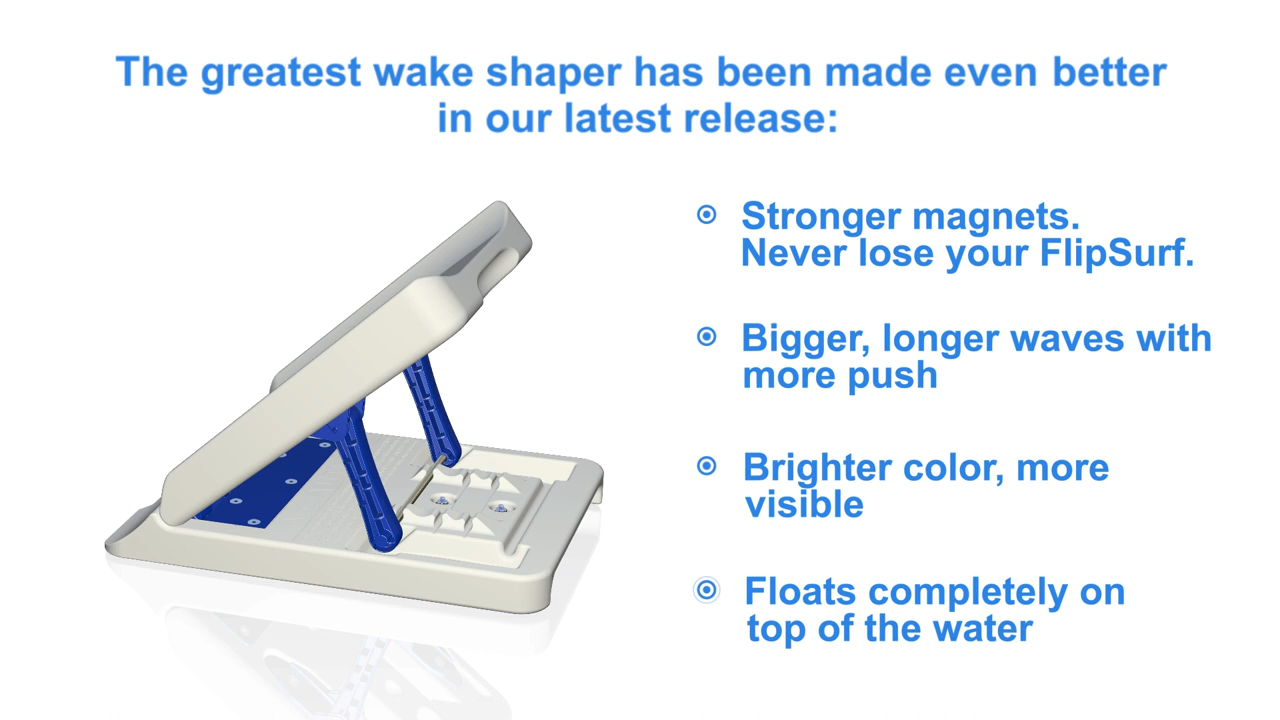 The greatest wake shaper has been made even better
in our latest release:
Stronger magnets.
Never lose your FlipSurf.
Bigger, longer waves with
more push
Brighter color, more
visible
Floats completely on
top of the water